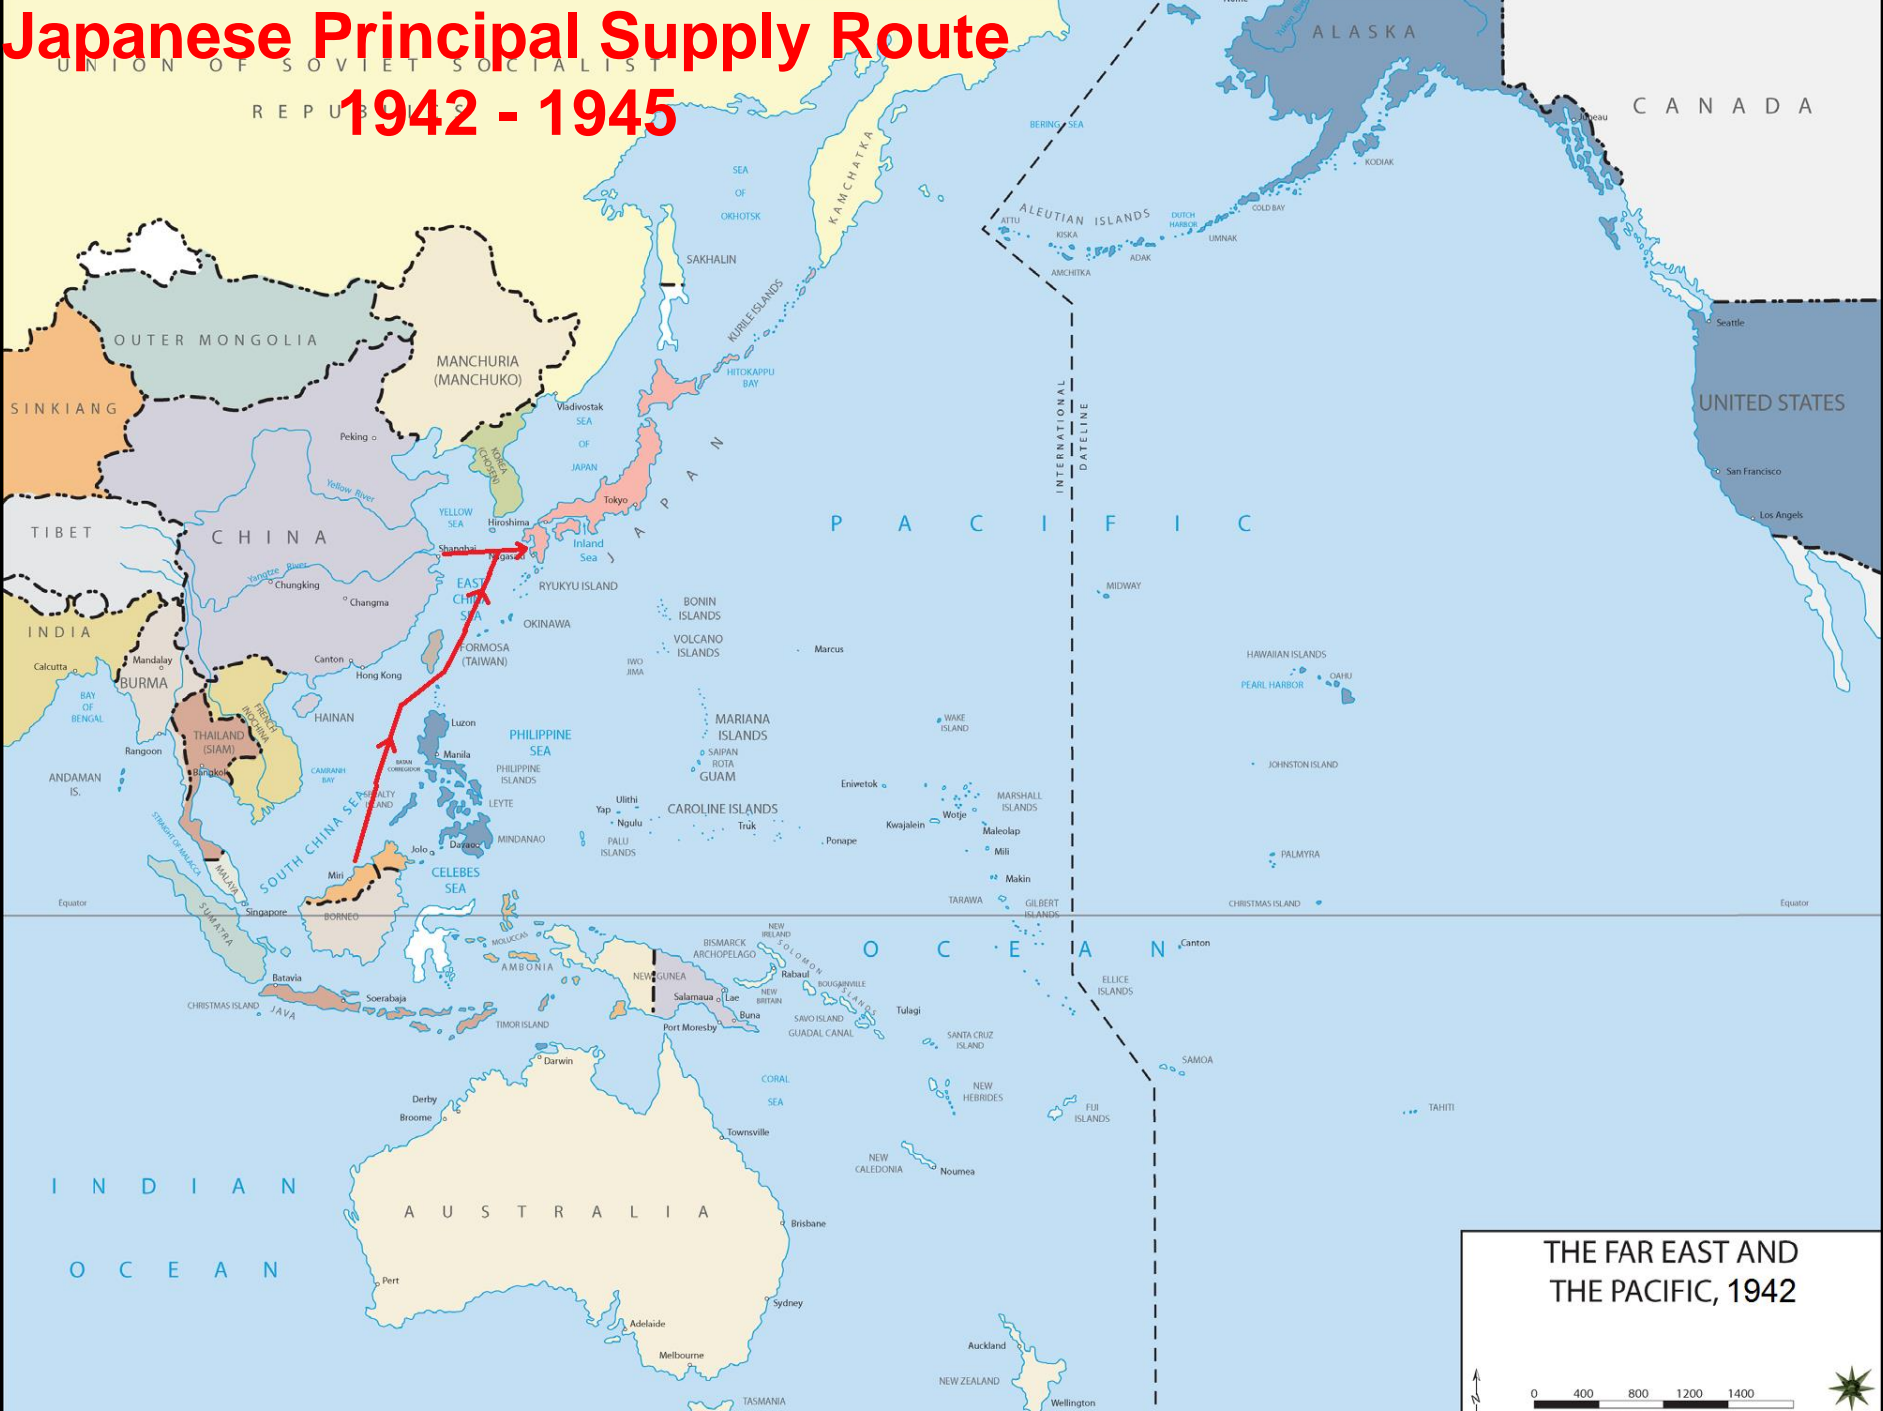 Japanese Principal Supply Route
1942 - 1945
UNION OF SOVIET SOCIALIST
REPUBLICS
ALASKA
CANADA
Juneau
KODIAK
BERING SEA
SEA
OF
OKHOTSK
KAMCHATKA
ALEUTIAN ISLANDS
ATTU
KISKA
DUTCH
HARBOR
COLD BAY
UMNAK
ADAK
AMCHITKA
SAKHALIN
KURILE ISLANDS
HITOKAPPU
BAY
OUTER MONGOLIA
MANCHURIA
(MANCHUKO)
SINKIANG
Vladivostak
SEA
OF
JAPAN
Peking
KOREA
(CHOSEN)
JAPAN
Tokyo
Seattle
UNITED STATES
San Francisco
Los Angels
INTERNATIONAL
DATELINE
Yellow River
YELLOW
SEA
Hiroshima
TIBET
CHINA
Shanghai
Nagasaki
Inland
Sea
PACIFIC
Yangtze River
Chungking
Changma
EAST
CHINA
SEA
RYUKYU ISLAND
OKINAWA
BONIN
ISLANDS
VOLCANO
ISLANDS
MIDWAY
INDIA
Calcutta
Mandalay
BURMA
Canton
Hong Kong
FORMOSA
(TAIWAN)
IWO
JIMA
Marcus
HAWAIIAN ISLANDS
PEARL HARBOR
OAHU
BAY
OF
BENGAL
HAINAN
FRENCH
INOCHINA
THAILAND
(SIAM)
Rangoon
Bangkok
Luzon
Manila
BATAN
CORREGIDOR
PHILIPPINE
SEA
PHILIPPINE
ISLANDS
MARIANA
ISLANDS
SAIPAN
ROTA
GUAM
WAKE
ISLAND
JOHNSTON ISLAND
ANDAMAN
IS.
CAMRANH
BAY
ISLAND
LEYTE
MINDANAO
Ulithi
Yap
Ngulu
CAROLINE ISLANDS
Truk
Eniwetok
MARSHALL
ISLANDS
Kwajalein
Wotje
Maleolap
Ponape
Mili
Makin
PALU
ISLANDS
PALMYRA
STRAIGHT OF MALACCA
SOUTH CHINA SEA
Jolo
Davao
Miri
CELEBES
SEA
MALAYA
Singapore
SUMATRA
BORNEO
Equator
TARAWA
GILBERT
ISLANDS
CHRISTMAS ISLAND
Equator
MOLUCCAS
AMBONIA
NEW
IRELAND
BISMARCK
ARCHIPELAGO
SOLOMON
ISLANDS
OCEAN
Canton
Batavia
CHRISTMAS ISLAND
JAVA
Soerabaja
NEW GUNEA
Salamaua
Lae
Rabaul
NEW
BRITAIN
BOUGAINVILLE
ELLICE
ISLANDS
TIMOR ISLAND
Port Moresby
Buna
SAVO ISLAND
GUADAL CANAL
Tulagi
SANTA CRUZ
ISLAND
Darwin
CORAL
SEA
SAMOA
Derby
Broome
NEW
HEBRIDES
FIJI
ISLANDS
TAHITI
Townsville
NEW
CALEDONIA
Noumea
INDIAN
OCEAN
AUSTRALIA
Brisbane
Pert
Sydney
Adelaide
Melbourne
TASMANIA
Auckland
NEW ZEALAND
Wellington
THE FAR EAST AND
THE PACIFIC, 1942
N
0 400 800 1200 1400